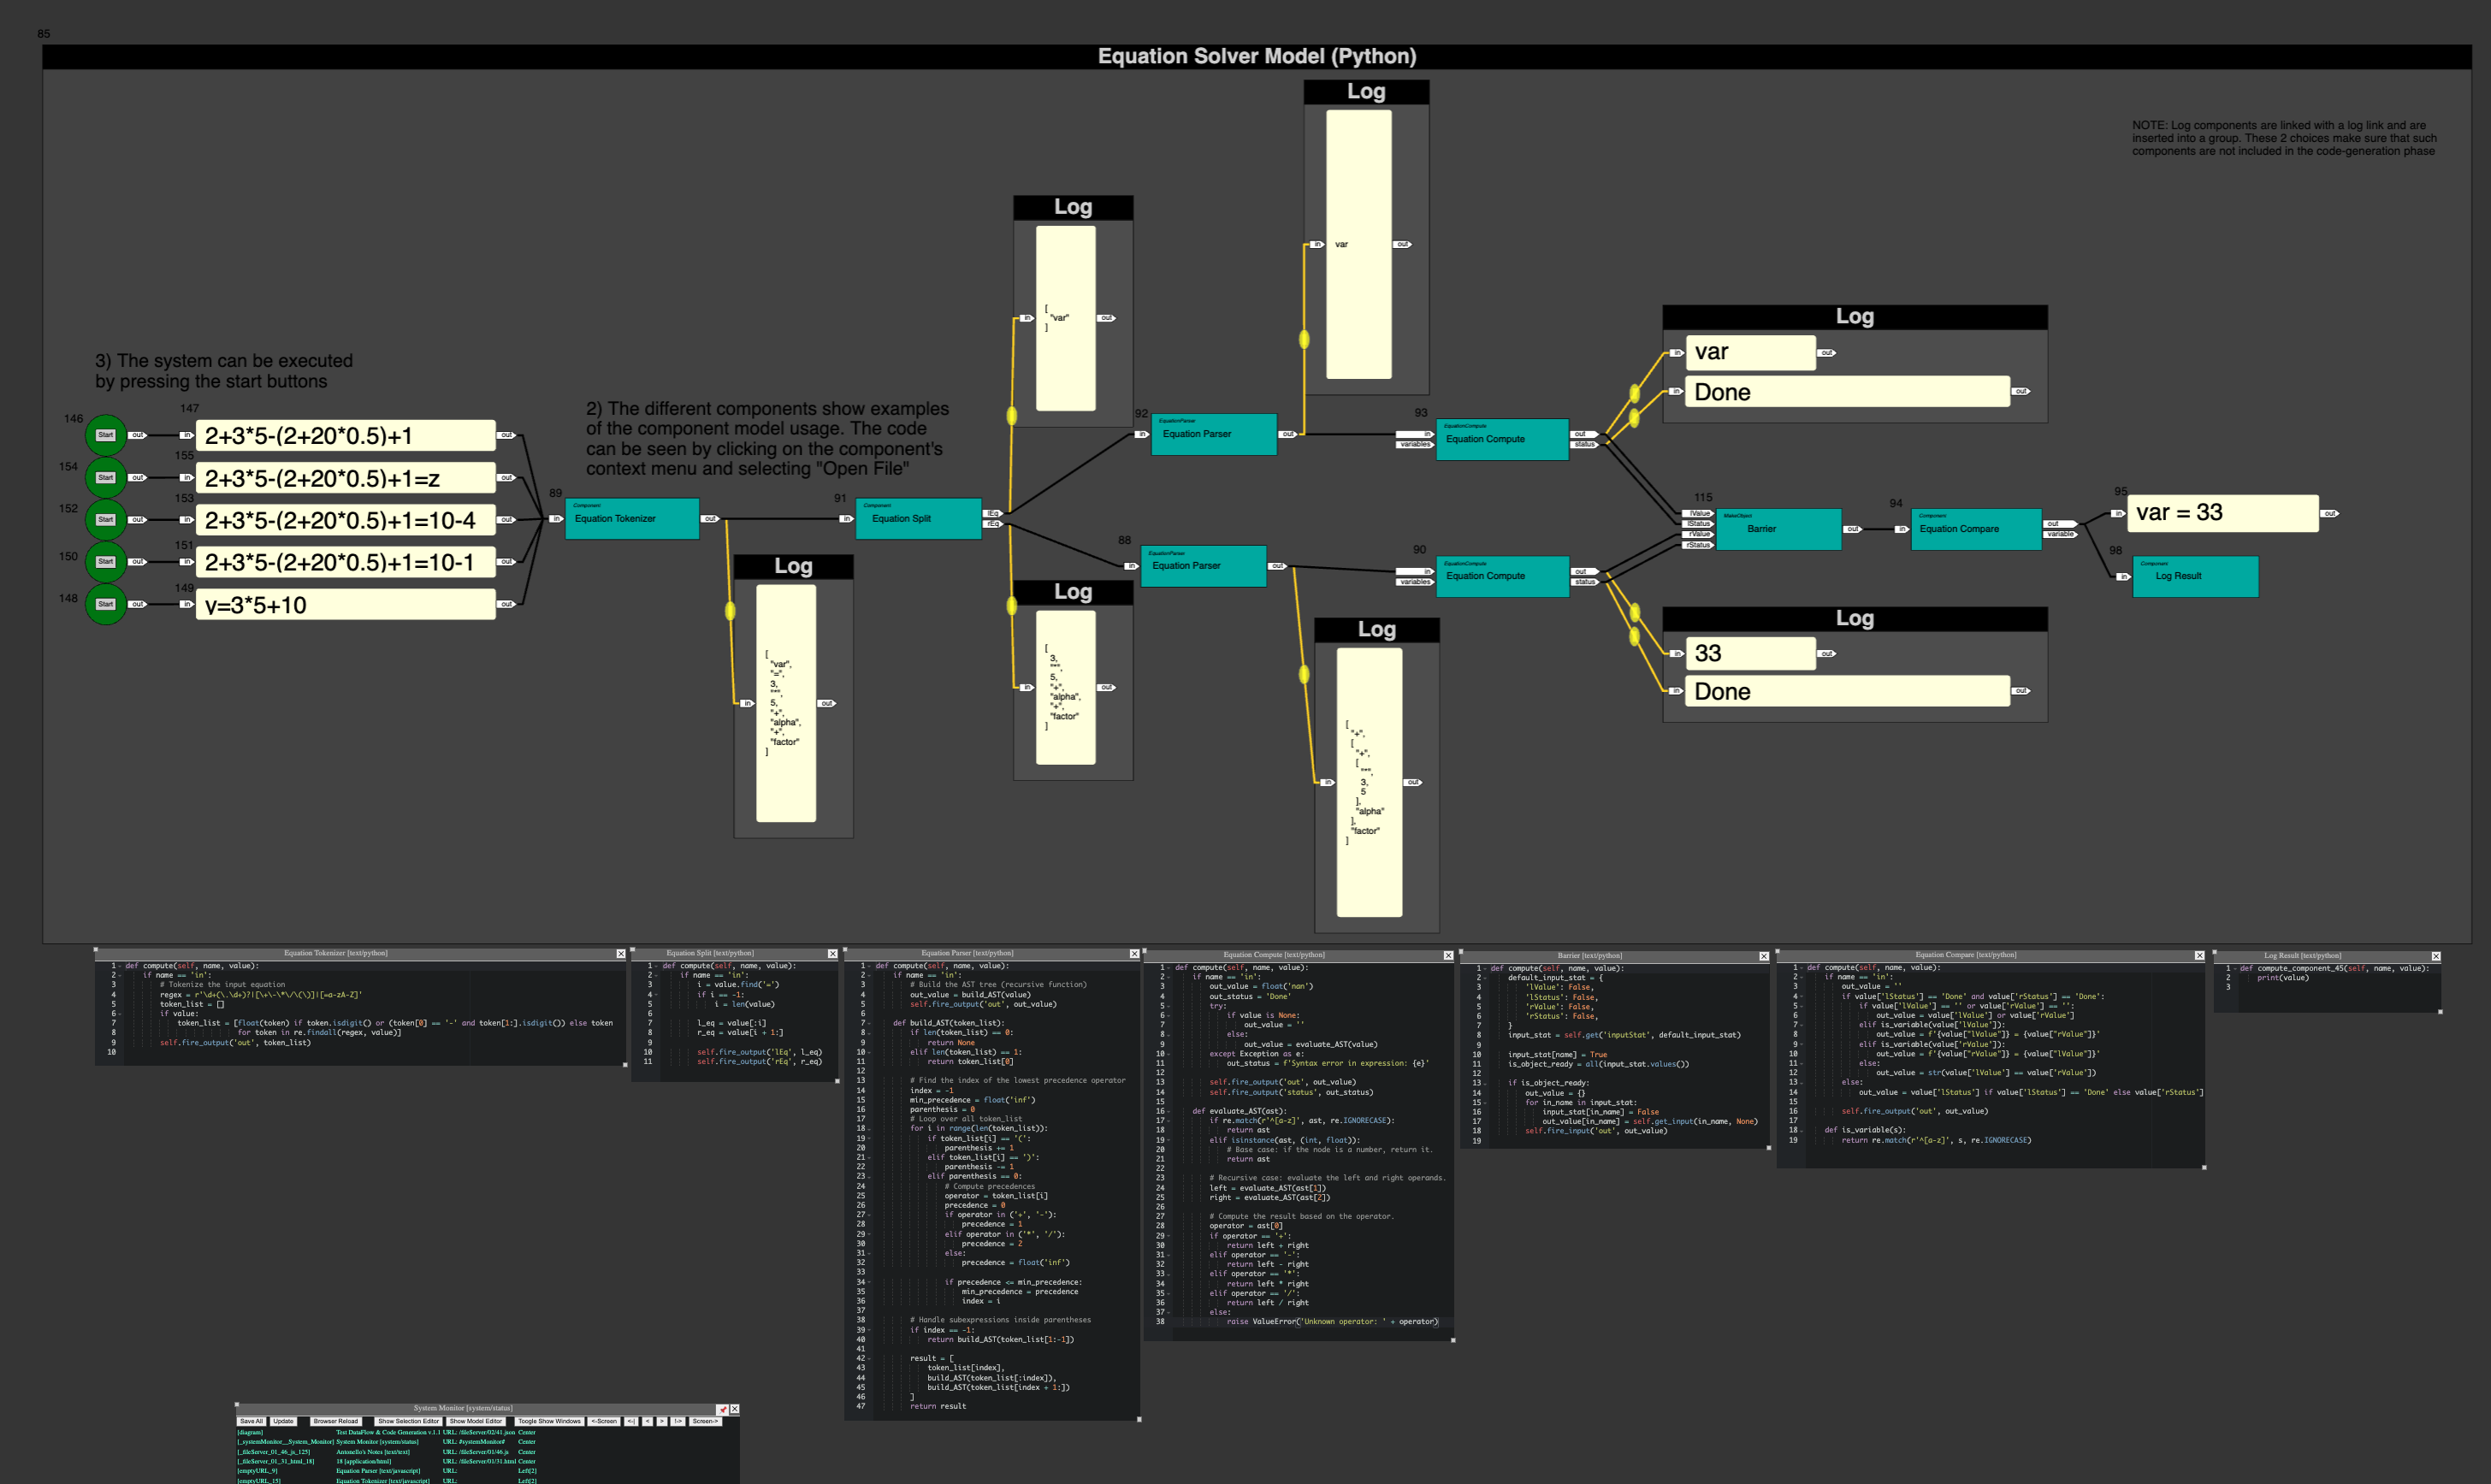 85
Equation Solver Model (Python)
NOTE: Log components are linked with a log link and are
inserted into a group. These 2 choices make sure that such
components are not included in the code-generation phase
Log
in
var
out
Log
in
[
"var"
]
out
Log
in
var
out
in
Done
out
3) The system can be executed
by pressing the start buttons
2) The different components show examples
of the component model usage. The code
can be seen by clicking on the component's
context menu and selecting "Open File"
146
Start
out
147
in
2+3*5-(2+20*0.5)+1
out
154
Start
out
155
in
2+3*5-(2+20*0.5)+1=z
out
152
Start
out
153
in
2+3*5-(2+20*0.5)+1=10-4
out
150
Start
out
151
in
2+3*5-(2+20*0.5)+1=10-1
out
148
Start
out
149
in
y=3*5+10
out
89
in
Component
Equation Tokenizer
out
91
in
Component
Equation Split
lEq
rEq
92
in
EquationParser
Equation Parser
out
93
in
variables
EquationCompute
Equation Compute
out
status
88
in
EquationParser
Equation Parser
out
90
in
variables
EquationCompute
Equation Compute
out
status
115
lValue
lStatus
rValue
rStatus
MakeObject
Barrier
out
94
in
Component
Equation Compare
out
variable
95
in
var = 33
out
98
in
Component
Log Result
Log
in
[
"var",
"=",
3,
"*",
5,
"+",
"alpha",
"+",
"factor"
]
out
Log
in
[
3,
"*",
5,
"+",
"alpha",
"+",
"factor"
]
out
Log
in
[
"+",
[
"+",
[
"*",
3,
5
],
"alpha"
],
"factor"
]
out
Log
in
33
out
in
Done
out
Equation Tokenizer [text/python]
1 def compute(self, name, value):
2 if name == 'in':
3 # Tokenize the input equation
4 regex = r'\d+(\.\d+)?|[\+\-\*\/\(\)]|[=a-zA-Z]'
5 token_list = []
6 if value:
7 token_list = [float(token) if token.isdigit() or (token[0] == '-' and token[1:].isdigit()) else token
8 for token in re.findall(regex, value)]
9 self.fire_output('out', token_list)
10
Equation Split [text/python]
1 def compute(self, name, value):
2 if name == 'in':
3 i = value.find('=')
4 if i == -1:
5 i = len(value)
6
7 l_eq = value[:i]
8 r_eq = value[i + 1:]
9
10 self.fire_output('lEq', l_eq)
11 self.fire_output('rEq', r_eq)
Equation Parser [text/python]
1 def compute(self, name, value):
2 if name == 'in':
3 # Build the AST tree (recursive function)
4 out_value = build_AST(value)
5 self.fire_output('out', out_value)
6
7 def build_AST(token_list):
8 if len(token_list) == 0:
9 return None
10 elif len(token_list) == 1:
11 return token_list[0]
12
13 # Find the index of the lowest precedence operator
14 index = -1
15 min_precedence = float('inf')
16 parenthesis = 0
17 # Loop over all token_list
18 for i in range(len(token_list)):
19 if token_list[i] == '(':
20 parenthesis += 1
21 elif token_list[i] == ')':
22 parenthesis -= 1
23 elif parenthesis == 0:
24 # Compute precedences
25 operator = token_list[i]
26 precedence = 0
27 if operator in ('+', '-'):
28 precedence = 1
29 elif operator in ('*', '/'):
30 precedence = 2
31 else:
32 precedence = float('inf')
33
34 if precedence <= min_precedence:
35 min_precedence = precedence
36 index = i
37
38 # Handle subexpressions inside parentheses
39 if index == -1:
40 return build_AST(token_list[1:-1])
41
42 result = [
43 token_list[index],
44 build_AST(token_list[:index]),
45 build_AST(token_list[index + 1:])
46 ]
47 return result
Equation Compute [text/python]
1 def compute(self, name, value):
2 if name == 'in':
3 out_value = float('nan')
4 out_status = 'Done'
5 try:
6 if value is None:
7 out_value = ''
8 else:
9 out_value = evaluate_AST(value)
10 except Exception as e:
11 out_status = f'Syntax error in expression: {e}'
12
13 self.fire_output('out', out_value)
14 self.fire_output('status', out_status)
15
16 def evaluate_AST(ast):
17 if re.match(r'^[a-z]', ast, re.IGNORECASE):
18 return ast
19 elif isinstance(ast, (int, float)):
20 # Base case: if the node is a number, return it.
21 return ast
22
23 # Recursive case: evaluate the left and right operands.
24 left = evaluate_AST(ast[1])
25 right = evaluate_AST(ast[2])
26
27 # Compute the result based on the operator.
28 operator = ast[0]
29 if operator == '+':
30 return left + right
31 elif operator == '-':
32 return left - right
33 elif operator == '*':
34 return left * right
35 elif operator == '/':
36 return left / right
37 else:
38 raise ValueError('Unknown operator: ' + operator)
Barrier [text/python]
1 def compute(self, name, value):
2 default_input_stat = {
3 'lValue': False,
4 'lStatus': False,
5 'rValue': False,
6 'rStatus': False,
7 }
8 input_stat = self.get('inputStat', default_input_stat)
9
10 input_stat[name] = True
11 is_object_ready = all(input_stat.values())
12
13 if is_object_ready:
14 out_value = {}
15 for in_name in input_stat:
16 input_stat[in_name] = False
17 out_value[in_name] = self.get_input(in_name, None)
18 self.fire_input('out', out_value)
19
Equation Compare [text/python]
1 def compute(self, name, value):
2 if name == 'in':
3 out_value = ''
4 if value['lStatus'] == 'Done' and value['rStatus'] == 'Done':
5 if value['lValue'] == '' or value['rValue'] == '':
6 out_value = value['lValue'] or value['rValue']
7 elif is_variable(value['lValue']):
8 out_value = f'{value["lValue"]} = {value["rValue"]}'
9 elif is_variable(value['rValue']):
10 out_value = f'{value["rValue"]} = {value["lValue"]}'
11 else:
12 out_value = str(value['lValue'] == value['rValue'])
13 else:
14 out_value = value['lStatus'] if value['lStatus'] != 'Done' else value['rStatus']
15
16 self.fire_output('out', out_value)
17
18 def is_variable(s):
19 return re.match(r'^[a-z]', s, re.IGNORECASE)
Log Result [text/python]
1 def compute_component_45(self, name, value):
2 print(value)
3
System Monitor [system/status]
Save All Update Browser Reload Show Selection Editor Show Model Editor Toogle Show Windows <-Screen <-| < > |-> Screen->
[diagram] Text DataFlow & Code Generation v.1.1 URL: /fileServer/02/41.json Center
[_systemMonitor__System_Monitor] System Monitor [system/status] URL: #systemMonitor# Center
[_fileServer_01_46_js_125] Antonello's Notes [text/text] URL: /fileServer/01/46.js Center
[_fileServer_01_31_html_18] 18 [application/html] URL: /fileServer/01/31.html Center
[emptyURL_9] Equation Parser [text/javascript] URL: Left[2]
[emptyURL_15] Equation Tokenizer [text/javascript] URL: Left[2]